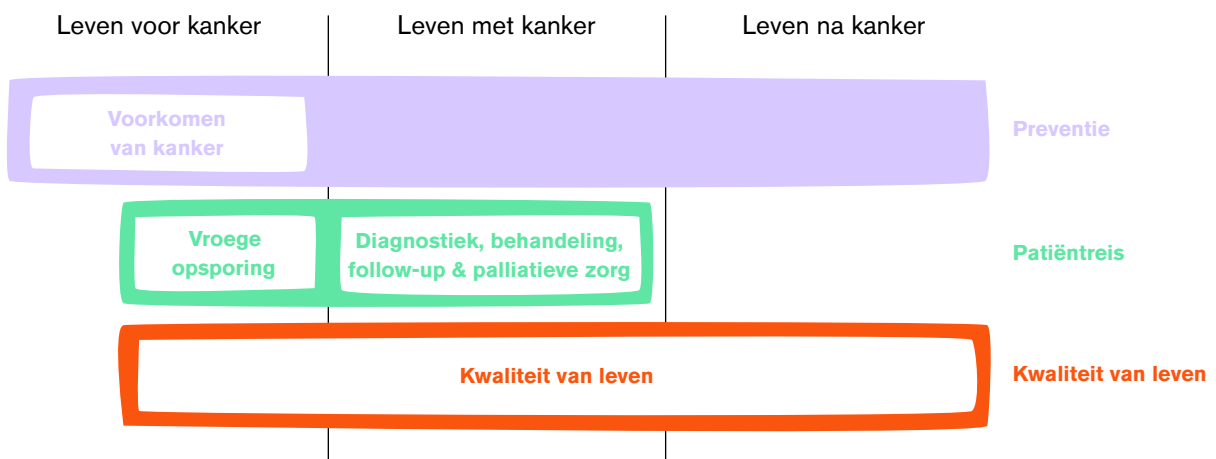 Leven voor kanker
Leven met kanker
Leven na kanker
Voorkomen
van kanker
Preventie
Vroege
opsporing
Diagnostiek, behandeling,
follow-up & palliatieve zorg
Patiëntreis
Kwaliteit van leven
Kwaliteit van leven